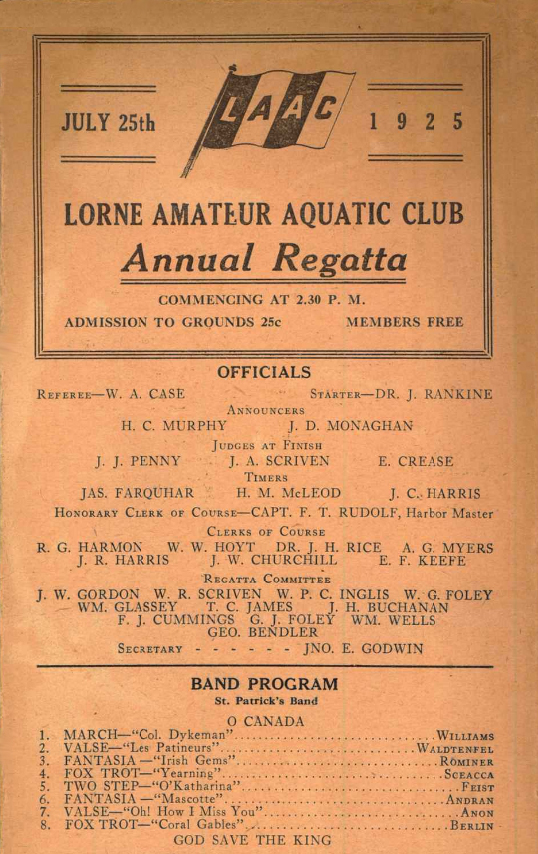 JULY 25th LAAC 1925
LORNE AMATEUR AQUATIC CLUB
Annual Regatta
COMMENCING AT 2.30 P. M.
ADMISSION TO GROUNDS 25c MEMBERS FREE
OFFICIALS
REFEREE—W. A. CASE STARTER—DR. J. RANKINE
ANNOUNCERS
H. C. MURPHY J. D. MONAGHAN
JUDGES AT FINISH
J. J. PENNY J. A. SCRIVEN E. CREASE
TIMERS
JAS. FARQUHAR H. M. McLEOD J. C. HARRIS
HONORARY CLERK OF COURSE—CAPT. F. T. RUDOLF, Harbor Master
CLERKS OF COURSE
R. G. HARMON W. W. HOYT DR. J. H. RICE A. G. MYERS
J. R. HARRIS J. W. CHURCHILL E. F. KEEFE
REGATTA COMMITTEE
J. W. GORDON W. R. SCRIVEN W. P. C. INGLIS W. G. FOLEY
WM. GLASSEY T. C. JAMES J. H. BUCHANAN
F. J. CUMMINGS G. J. FOLEY WM. WELLS
GEO. BENDLER
SECRETARY - - - - - - JNO. E. GODWIN
BAND PROGRAM
St. Patrick's Band
O CANADA
1. MARCH—"Col. Dykeman" WILLIAMS
2. VALSE—"Les Patineurs" WALDTENFEL
3. FANTASIA—"Irish Gems" ROMINER
4. FOX TROT—"Yearning" SCEACCA
5. TWO STEP—"O'Katharina" FEIST
6. FANTASIA—"Mascotte" ANDRAN
7. VALSE—"Oh! How I Miss You" ANON
8. FOX TROT—"Coral Gables" BERLIN
GOD SAVE THE KING